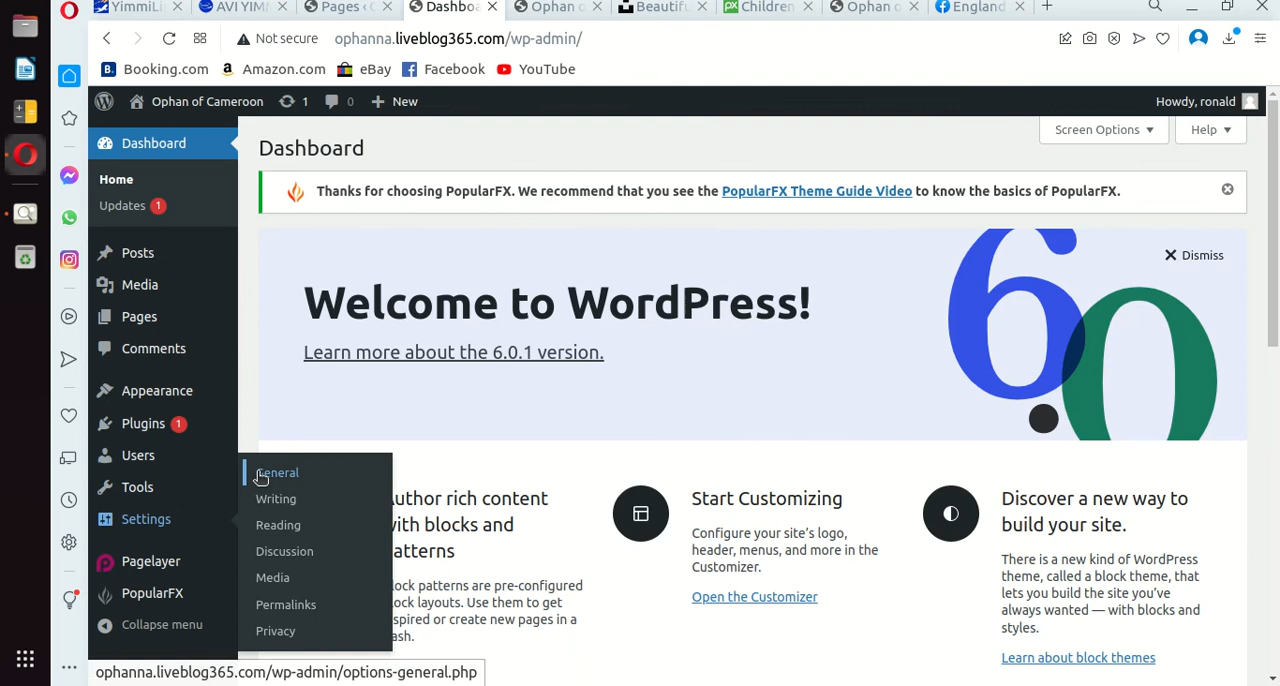 YimmiLi
AVI YIMM
Pages ‹ O
Dashboa
Ophan o
Beautifu
Children
Ophan o
England
Not secure ophanna.liveblog365.com/wp-admin/
Booking.com Amazon.com eBay Facebook YouTube
Ophan of Cameroon 1 0 New Howdy, ronald
Dashboard
Home
Updates 1
Posts
Media
Pages
Comments
Appearance
Plugins 1
Users
Tools
Settings
Pagelayer
PopularFX
Collapse menu
General
Writing
Reading
Discussion
Media
Permalinks
Privacy
Screen Options Help
Dashboard
Thanks for choosing PopularFX. We recommend that you see the PopularFX Theme Guide Video to know the basics of PopularFX.
Dismiss
Welcome to WordPress!
Learn more about the 6.0.1 version.
6.0
uthor rich content
ith blocks and
atterns
lock patterns are pre-configured
lock layouts. Use them to get
spired or create new pages in a
ash.
Start Customizing
Configure your site's logo,
header, menus, and more in the
Customizer.
Open the Customizer
Discover a new way to
build your site.
There is a new kind of WordPress
theme, called a block theme, that
lets you build the site you've
always wanted — with blocks and
styles.
Learn about block themes
ophanna.liveblog365.com/wp-admin/options-general.php